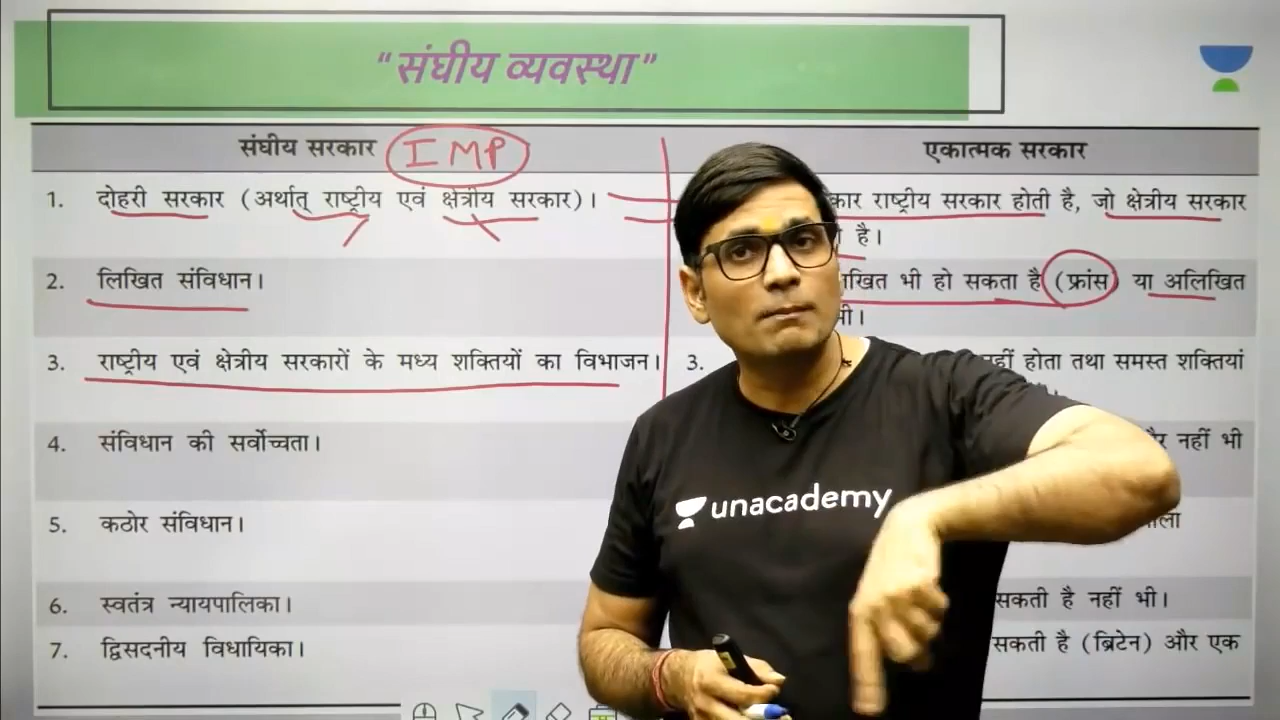 “संघीय व्यवस्था”
संघीय सरकार IMP
एकात्मक सरकार
1. दोहरी सरकार (अर्थात् राष्ट्रीय एवं क्षेत्रीय सरकार)।
राष्ट्रीय सरकार होती है, जो क्षेत्रीय सरकार
है।
2. लिखित संविधान।
भी हो सकता है (फ्रांस) या अलिखित
3. राष्ट्रीय एवं क्षेत्रीय सरकारों के मध्य शक्तियों का विभाजन।
3. होता तथा समस्त शक्तियां
4. संविधान की सर्वोच्चता।
नहीं भी
5. कठोर संविधान।
6. स्वतंत्र न्यायपालिका।
सकती है नहीं भी।
7. द्विसदनीय विधायिका।
सकती है (ब्रिटेन) और एक
unacademy